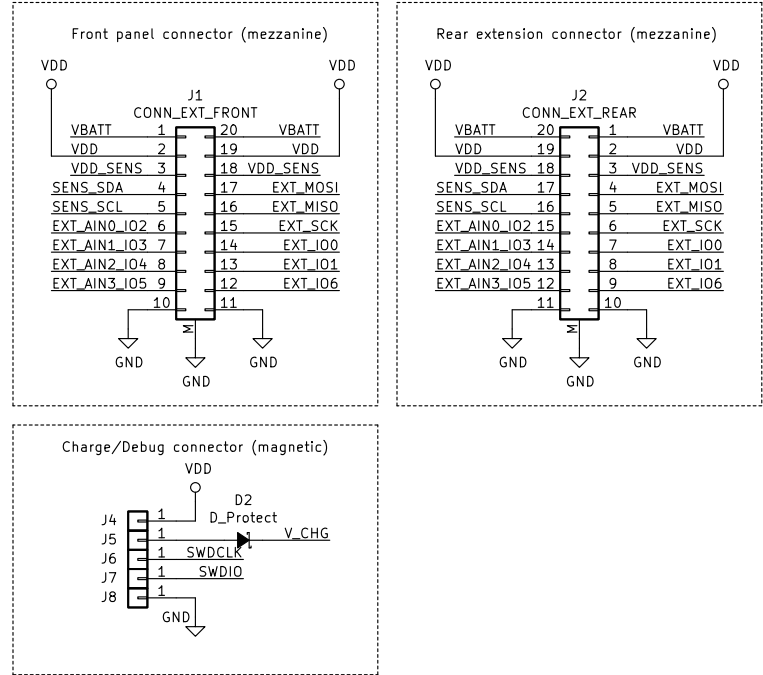 Front panel connector (mezzanine)
VDD VDD
J1
CONN_EXT_FRONT
VBATT 1 20 VBATT
VDD 2 19 VDD
VDD_SENS 3 18 VDD_SENS
SENS_SDA 4 17 EXT_MOSI
SENS_SCL 5 16 EXT_MISO
EXT_AIN0_IO2 6 15 EXT_SCK
EXT_AIN1_IO3 7 14 EXT_IO0
EXT_AIN2_IO4 8 13 EXT_IO1
EXT_AIN3_IO5 9 12 EXT_IO6
10 11
M
GND GND
GND
Rear extension connector (mezzanine)
VDD VDD
J2
CONN_EXT_REAR
VBATT 20 1 VBATT
VDD 19 2 VDD
VDD_SENS 18 3 VDD_SENS
SENS_SDA 17 4 EXT_MOSI
SENS_SCL 16 5 EXT_MISO
EXT_AIN0_IO2 15 6 EXT_SCK
EXT_AIN1_IO3 14 7 EXT_IO0
EXT_AIN2_IO4 13 8 EXT_IO1
EXT_AIN3_IO5 12 9 EXT_IO6
11 10
M
GND GND
GND
Charge/Debug connector (magnetic)
VDD
D2
D_Protect
J4 1
J5 1 V_CHG
J6 1 SWDCLK
J7 1 SWDIO
J8 1
GND